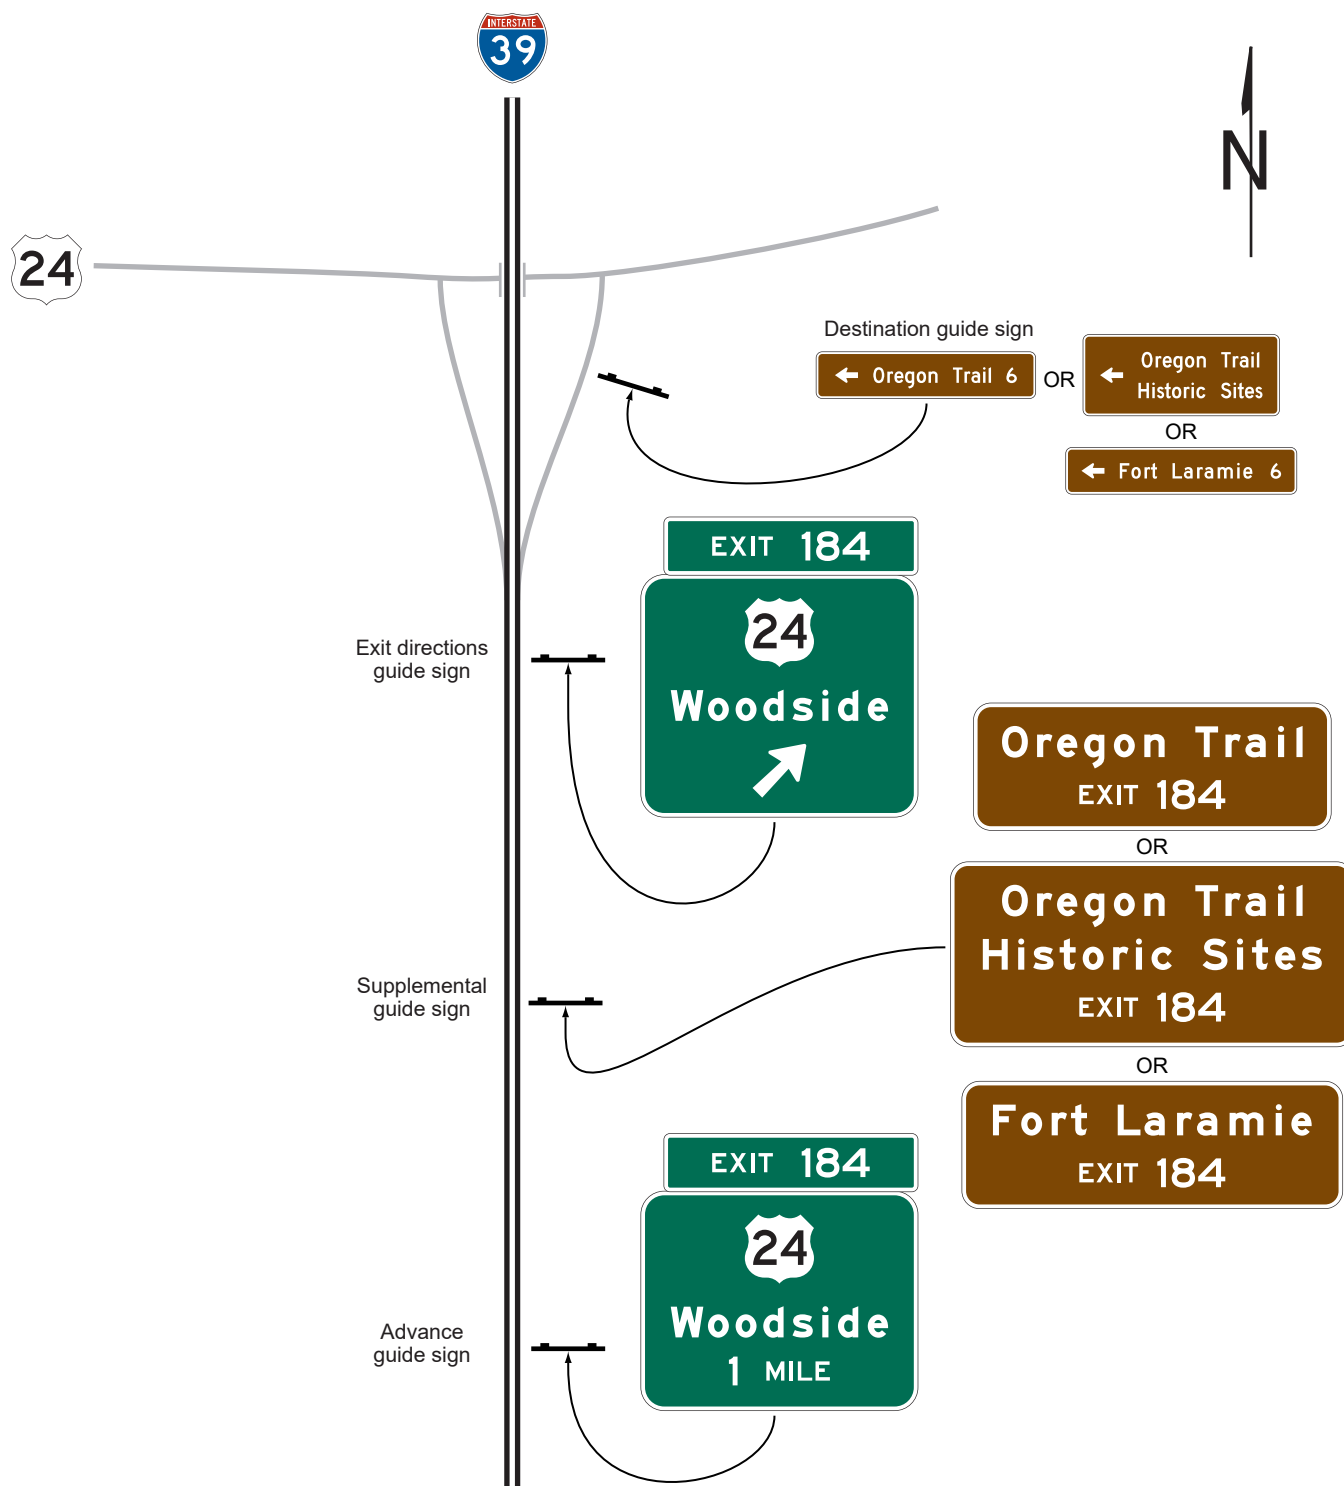 INTERSTATE
39
N
24
Destination guide sign
Oregon Trail 6
OR
Oregon Trail
Historic Sites
OR
Fort Laramie 6
EXIT 184
24
Woodside
Exit directions
guide sign
Oregon Trail
EXIT 184
OR
Oregon Trail
Historic Sites
EXIT 184
Supplemental
guide sign
OR
Fort Laramie
EXIT 184
EXIT 184
24
Woodside
1 MILE
Advance
guide sign